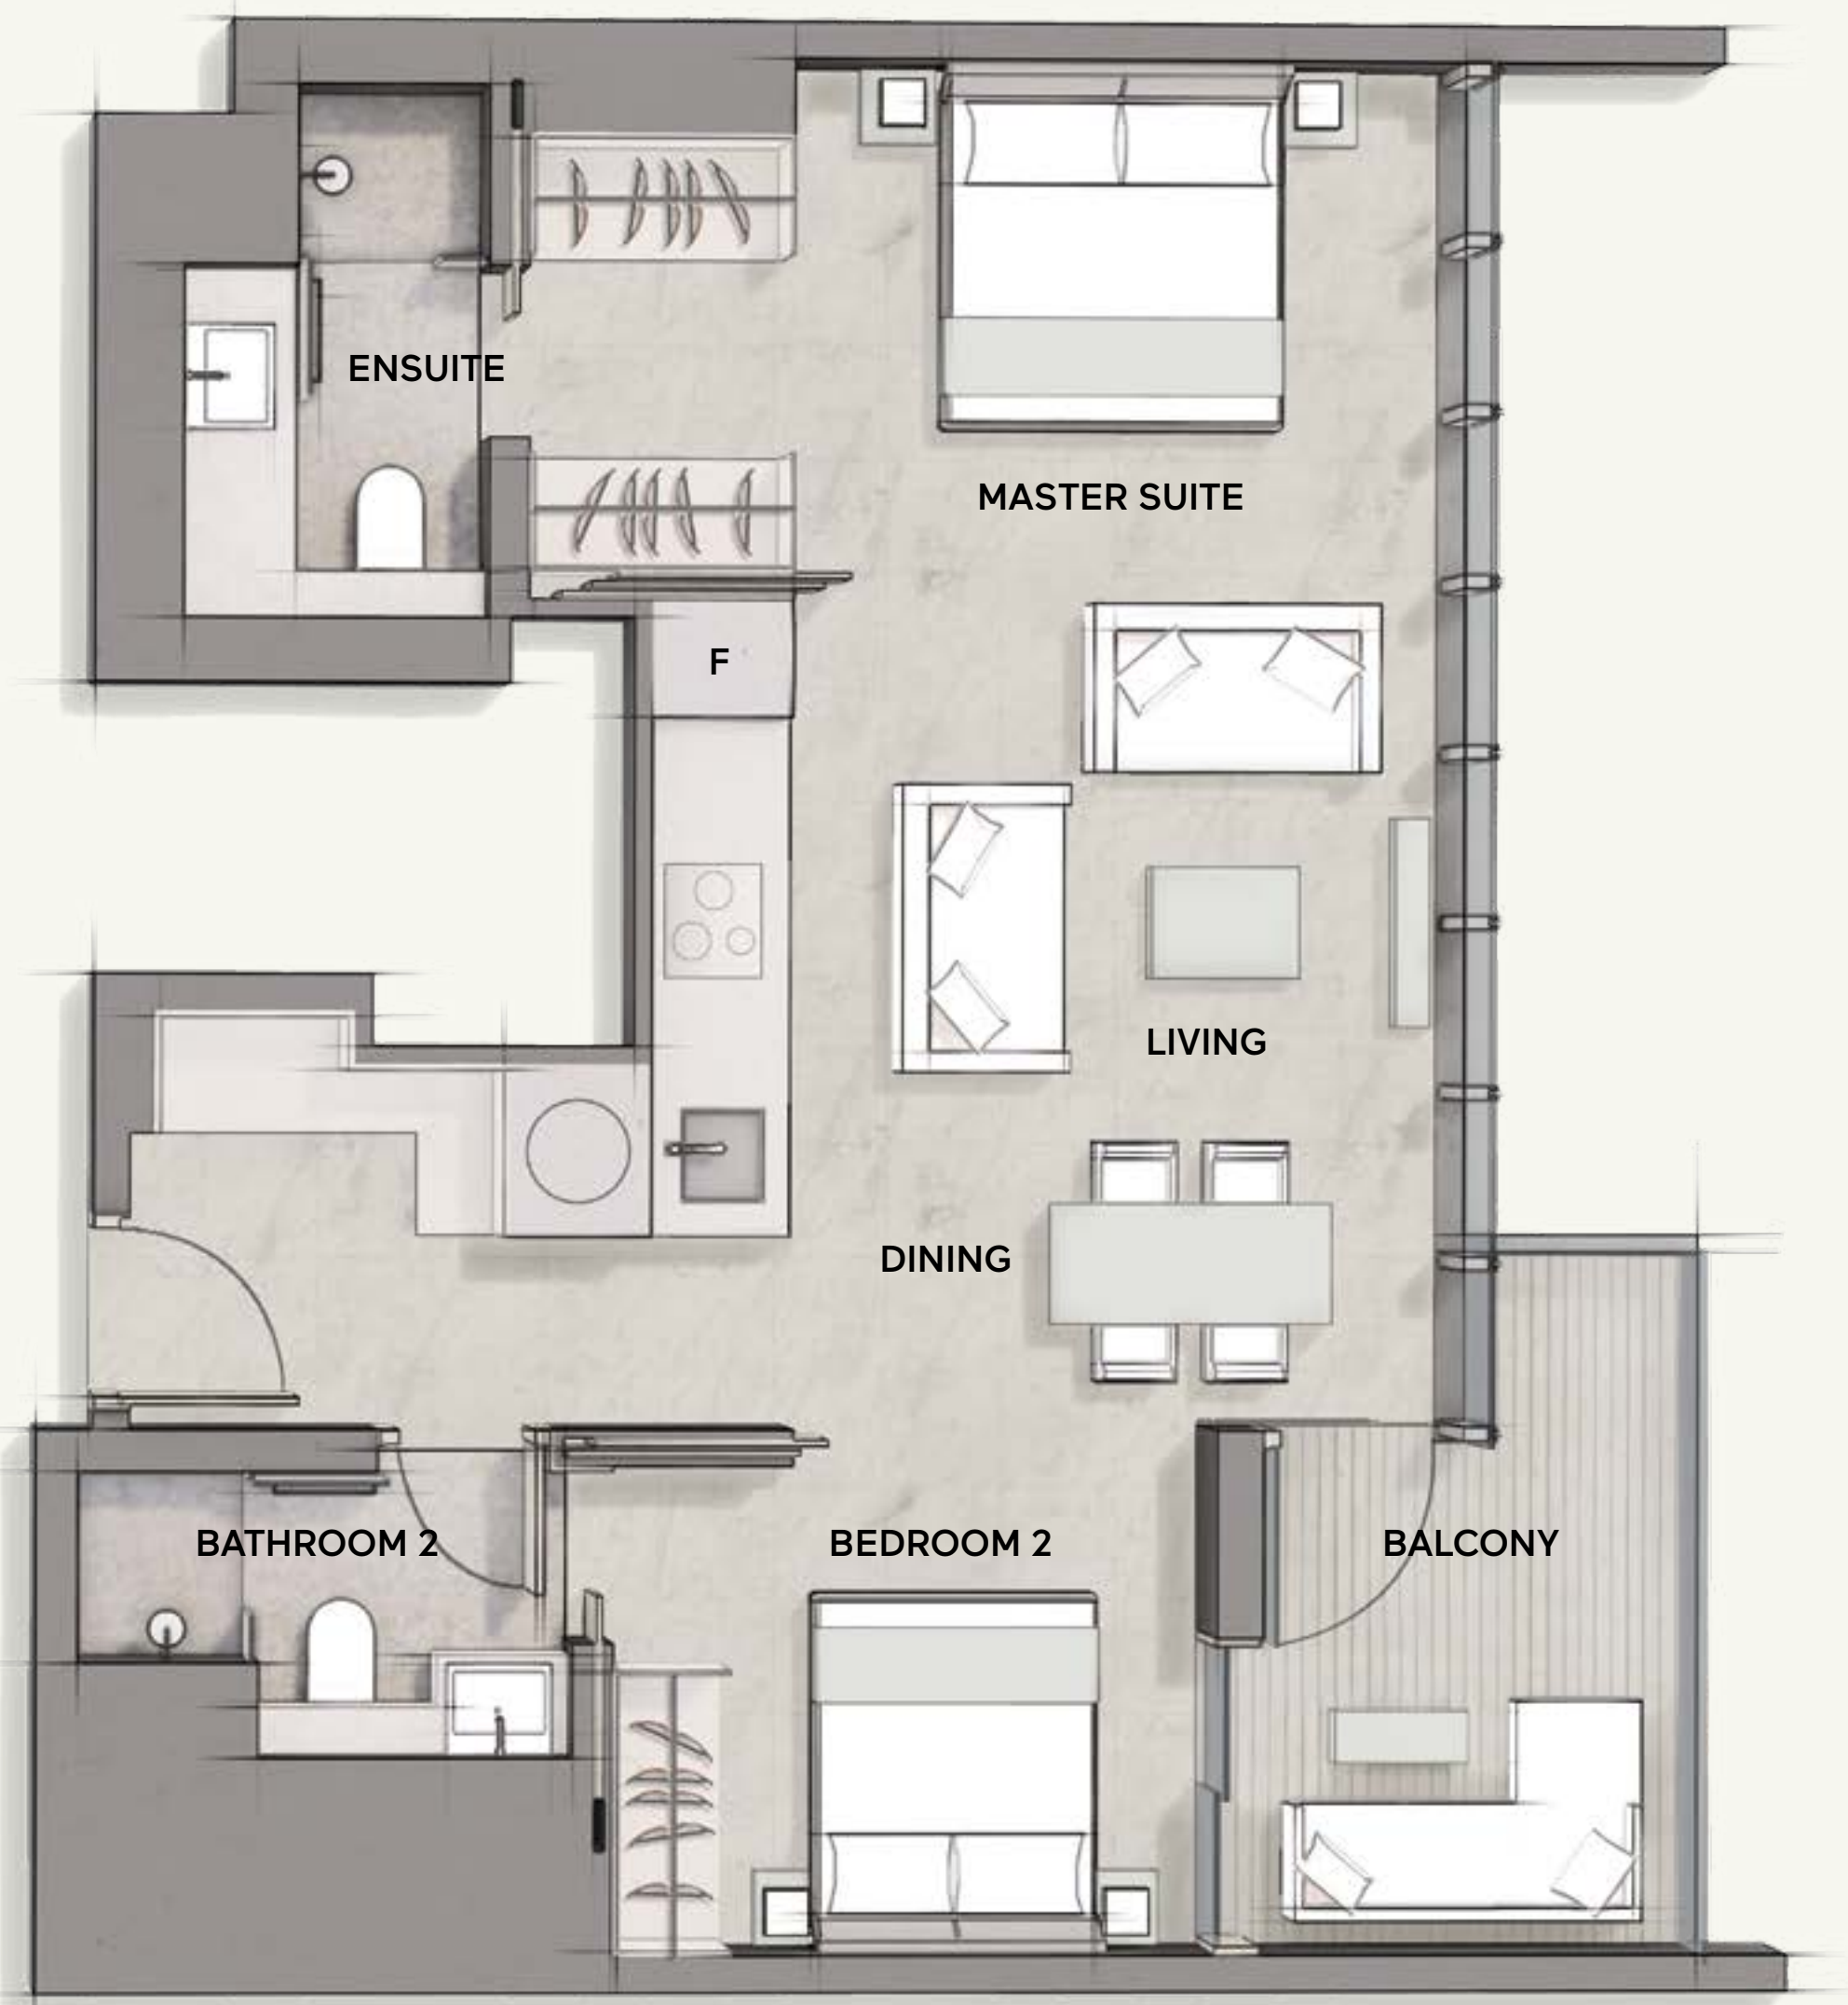 ENSUITE
MASTER SUITE
F
LIVING
DINING
BATHROOM 2
BEDROOM 2
BALCONY